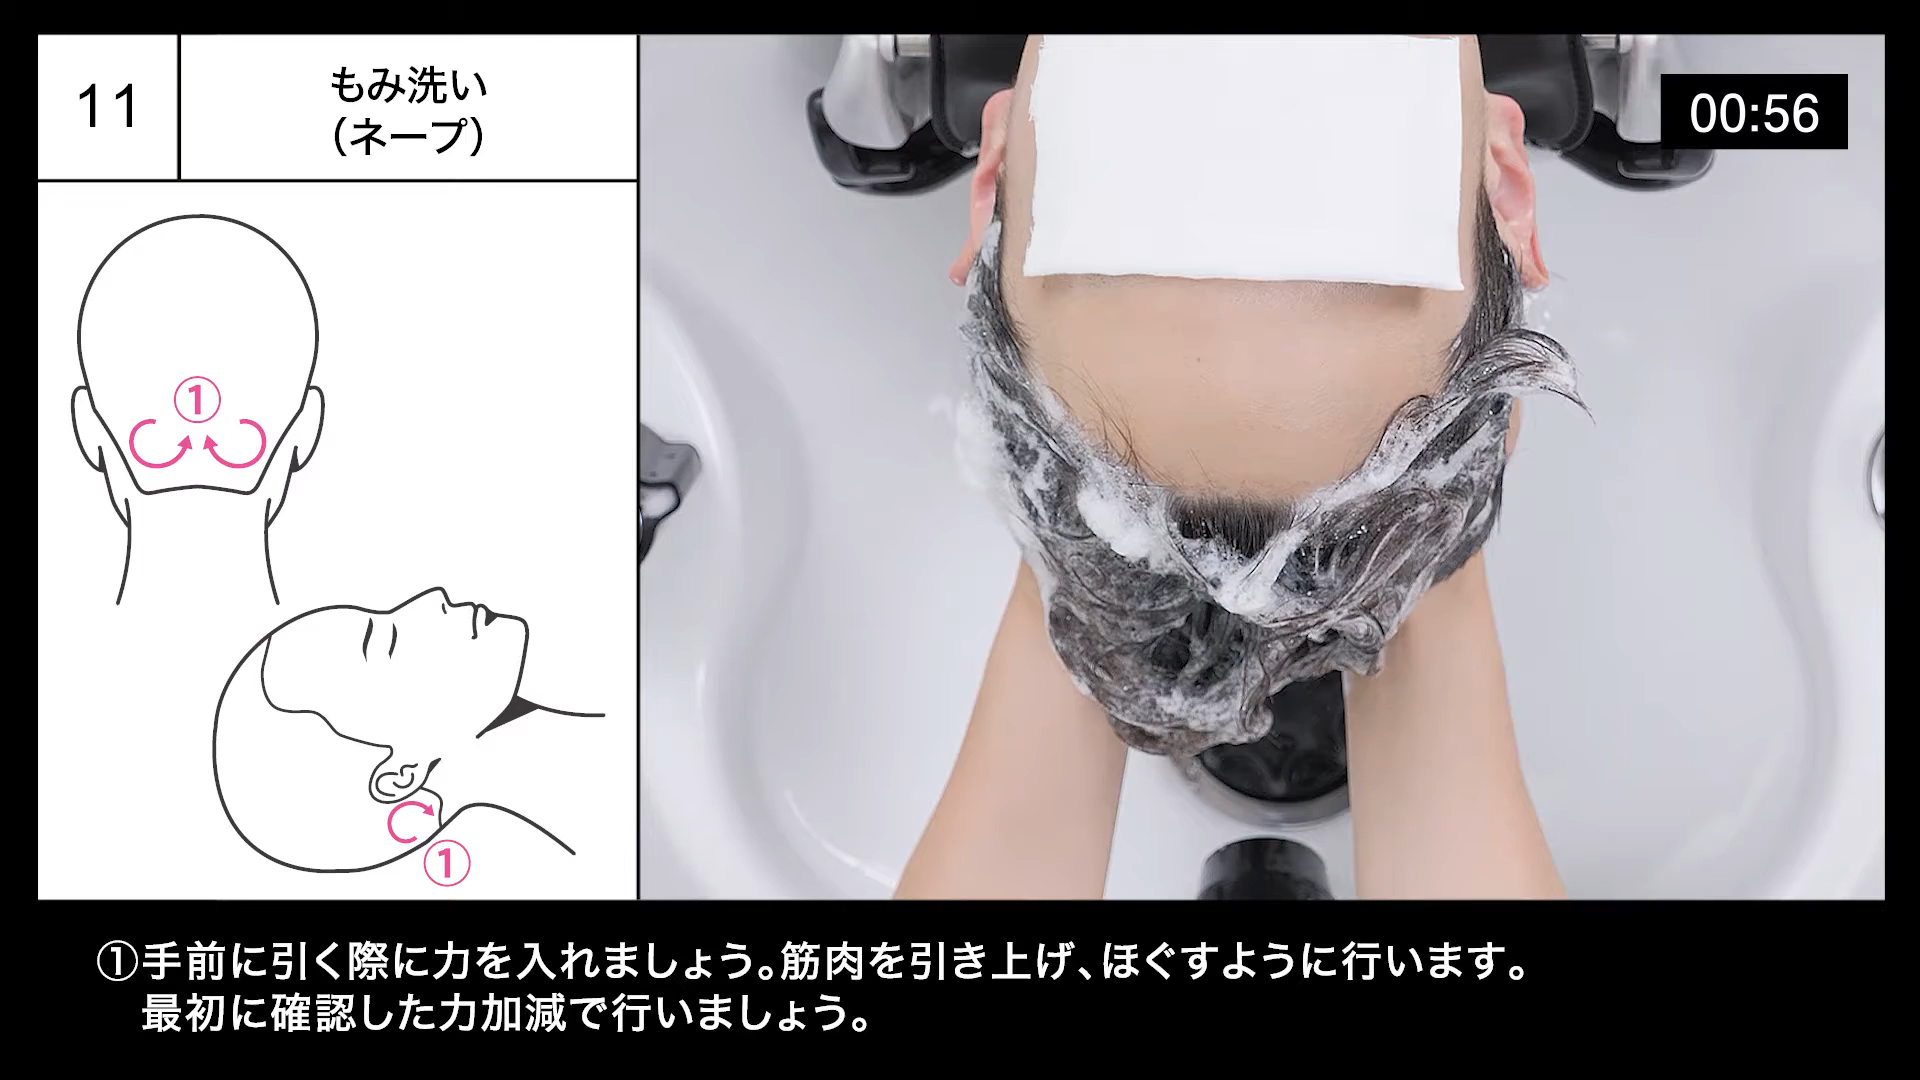 11
もみ洗い
（ネープ）
00:56
①
①
①手前に引く際に力を入れましょう。筋肉を引き上げ、ほぐすように行います。
最初に確認した力加減で行いましょう。